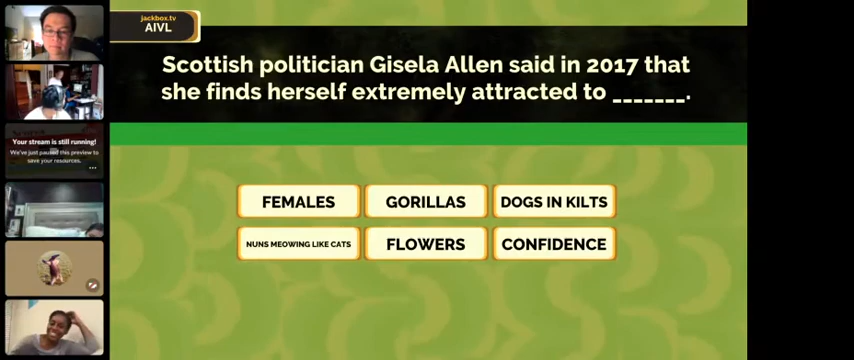 jackbox.tv
AIVL
Scottish politician Gisela Allen said in 2017 that
she finds herself extremely attracted to _______.
Your stream is still running!
We've just paused this preview to
save your resources.
FEMALES
GORILLAS
DOGS IN KILTS
NUNS MEOWING LIKE CATS
FLOWERS
CONFIDENCE